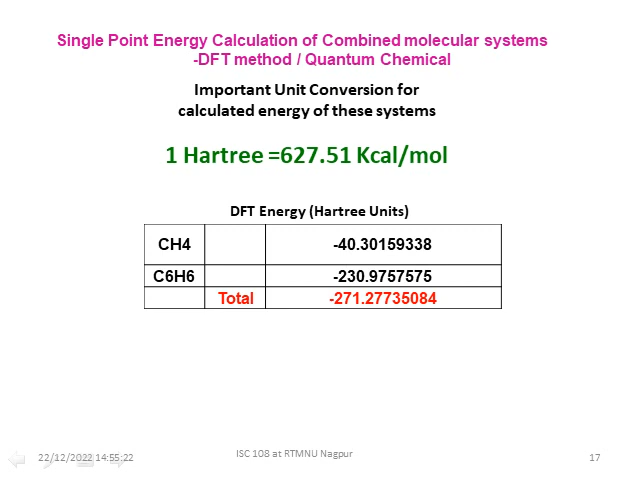 Single Point Energy Calculation of Combined molecular systems
-DFT method / Quantum Chemical
Important Unit Conversion for
calculated energy of these systems
1 Hartree =627.51 Kcal/mol
DFT Energy (Hartree Units)
CH4 -40.30159338
C6H6 -230.9757575
Total -271.27735084
22/12/2022 14:55:22
ISC 108 at RTMNU Nagpur
17